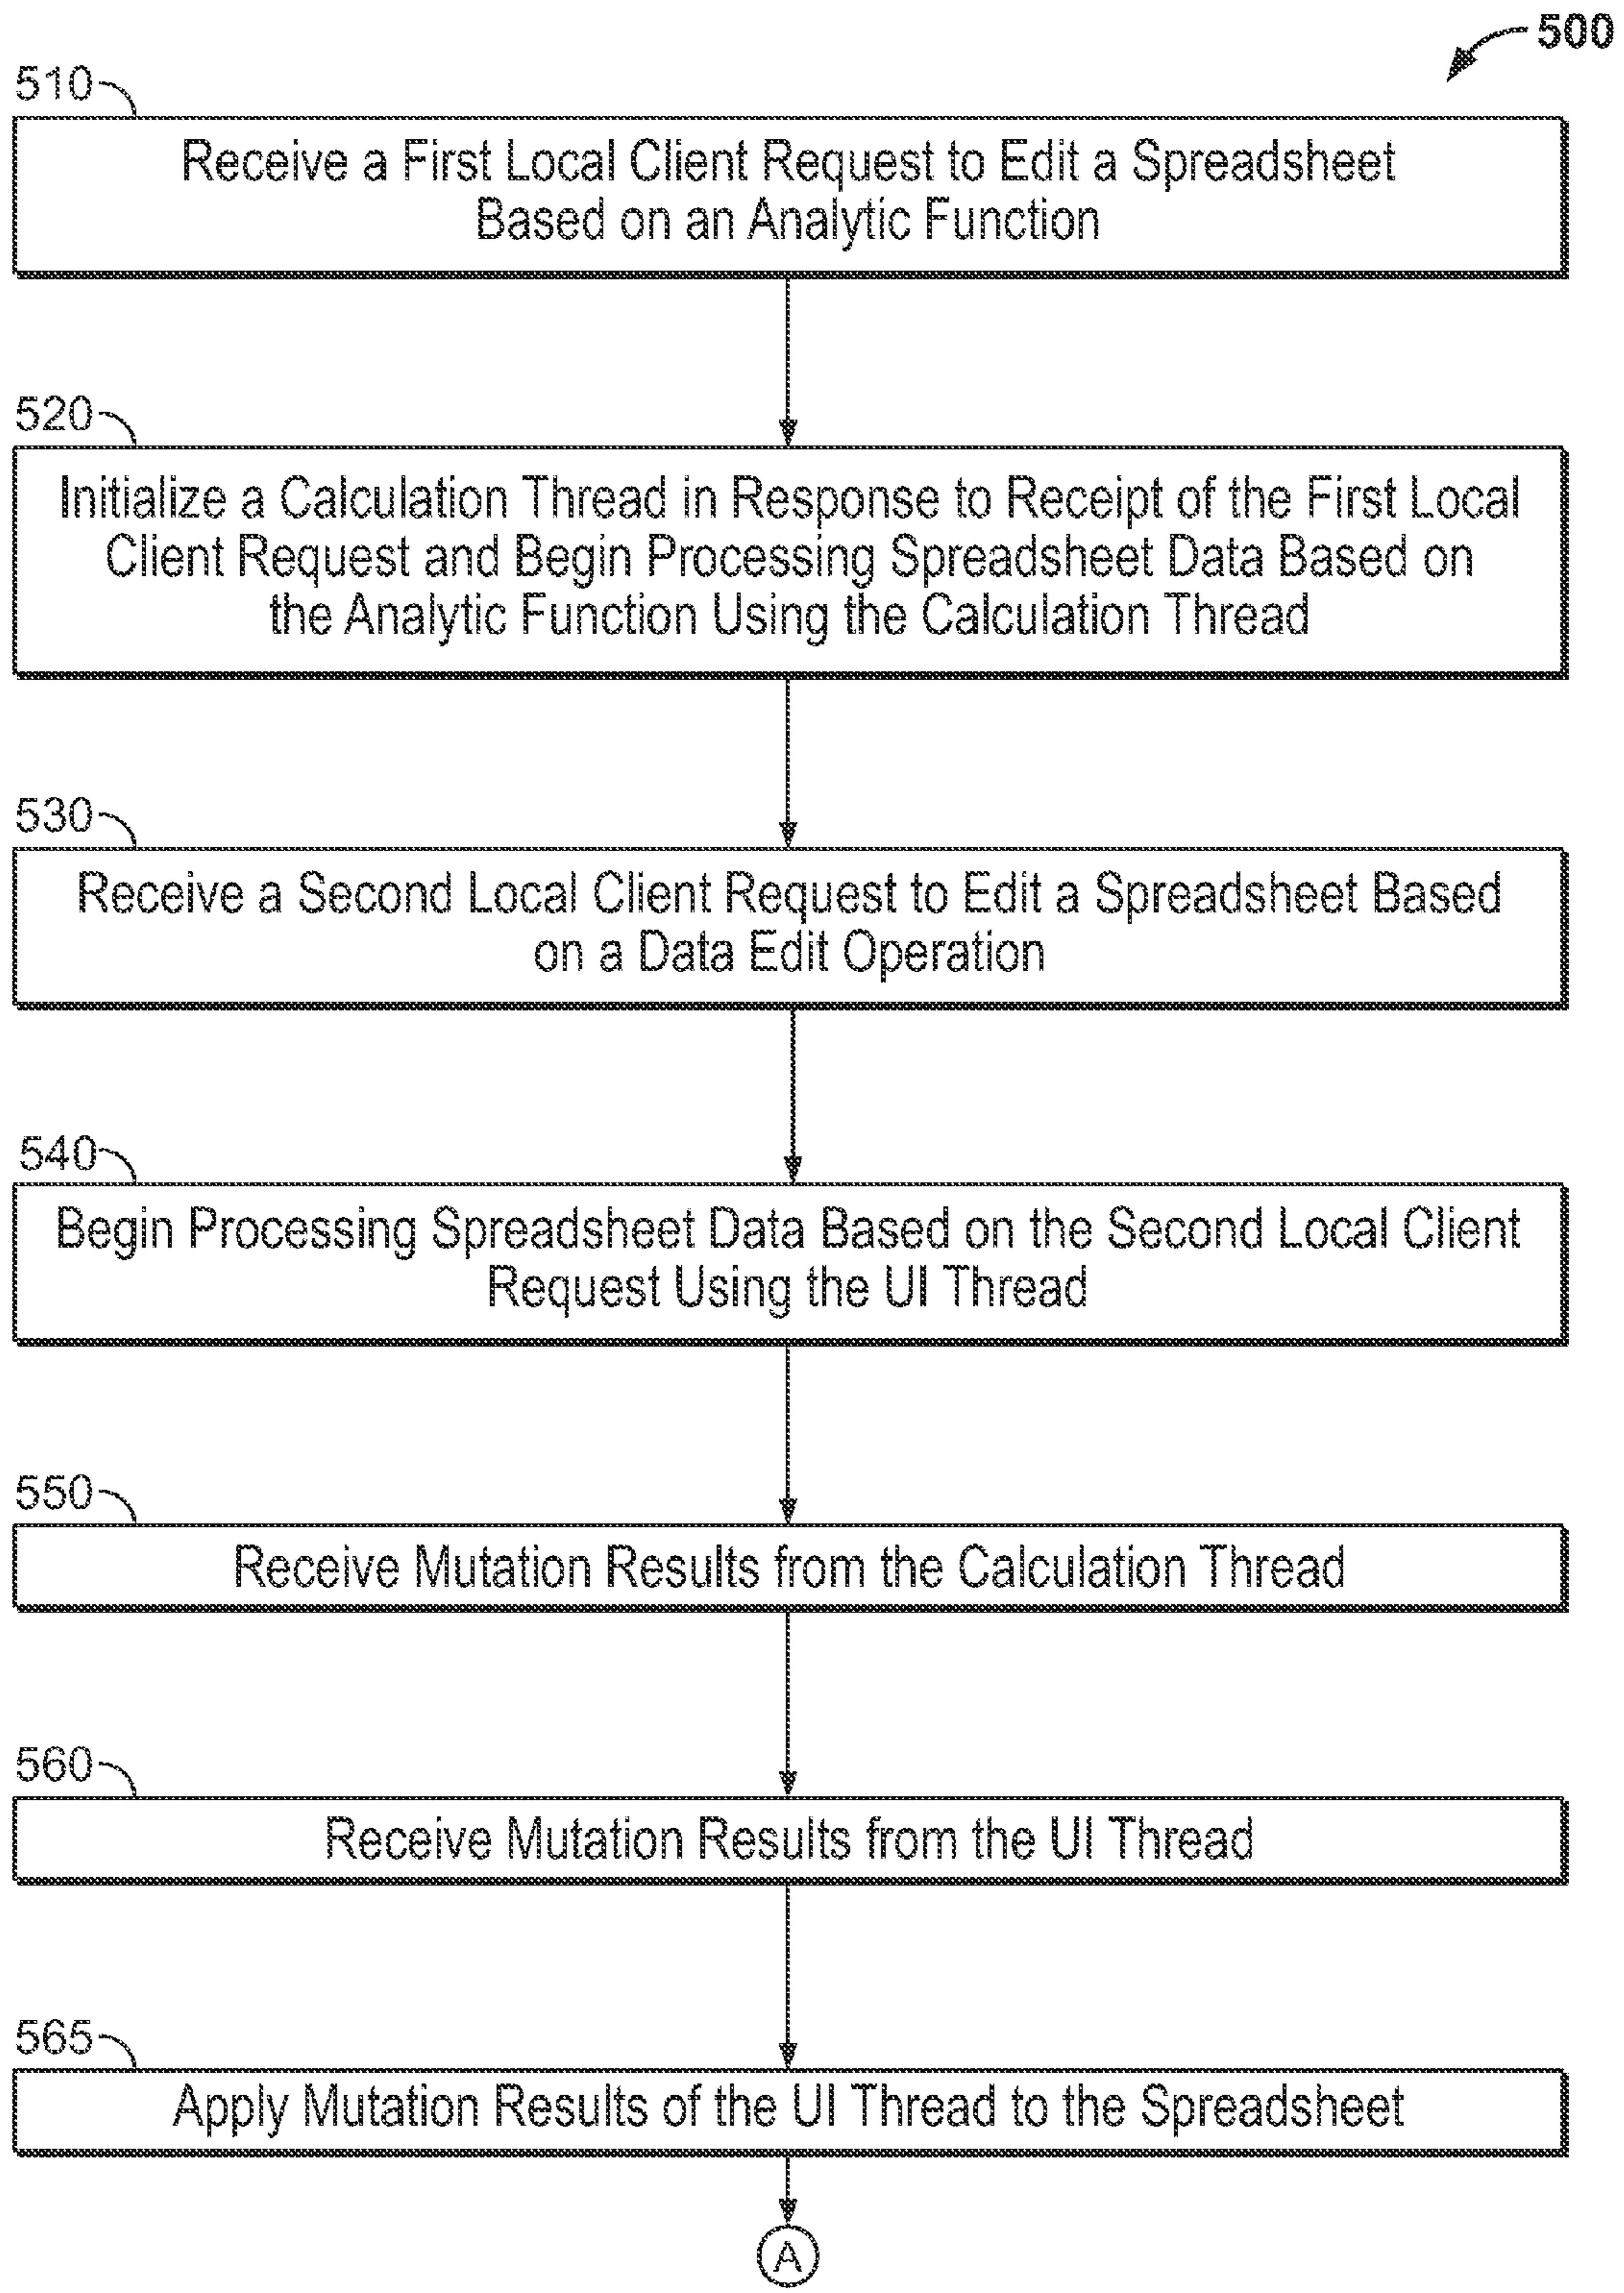 500
510
Receive a First Local Client Request to Edit a Spreadsheet
Based on an Analytic Function
520
Initialize a Calculation Thread in Response to Receipt of the First Local
Client Request and Begin Processing Spreadsheet Data Based on
the Analytic Function Using the Calculation Thread
530
Receive a Second Local Client Request to Edit a Spreadsheet Based
on a Data Edit Operation
540
Begin Processing Spreadsheet Data Based on the Second Local Client
Request Using the UI Thread
550
Receive Mutation Results from the Calculation Thread
560
Receive Mutation Results from the UI Thread
565
Apply Mutation Results of the UI Thread to the Spreadsheet
A